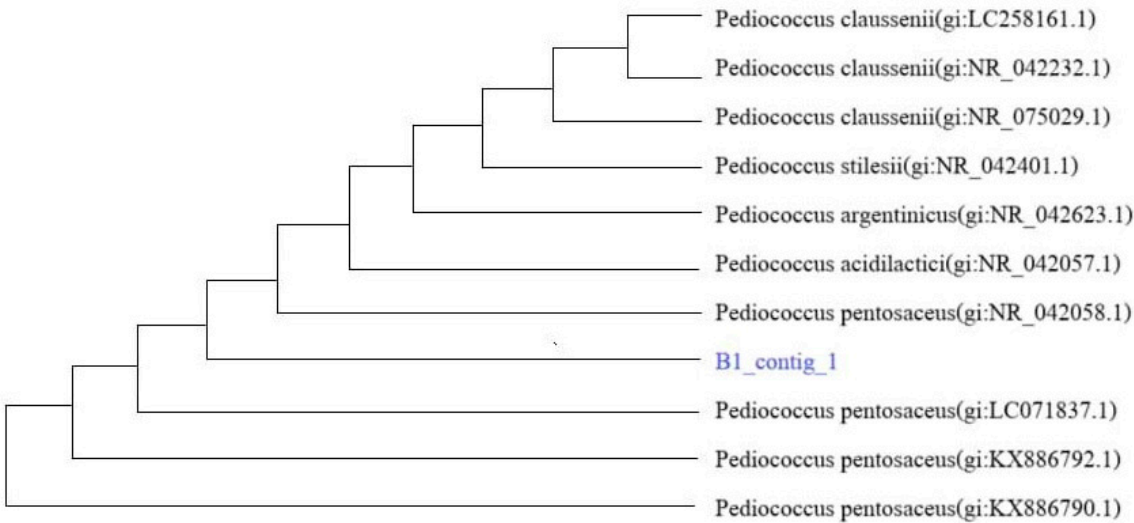 Pediococcus claussenii(gi:LC258161.1)
Pediococcus claussenii(gi:NR_042232.1)
Pediococcus claussenii(gi:NR_075029.1)
Pediococcus stilesii(gi:NR_042401.1)
Pediococcus argentinicus(gi:NR_042623.1)
Pediococcus acidilactici(gi:NR_042057.1)
Pediococcus pentosaceus(gi:NR_042058.1)
B1_contig_1
Pediococcus pentosaceus(gi:LC071837.1)
Pediococcus pentosaceus(gi:KX886792.1)
Pediococcus pentosaceus(gi:KX886790.1)